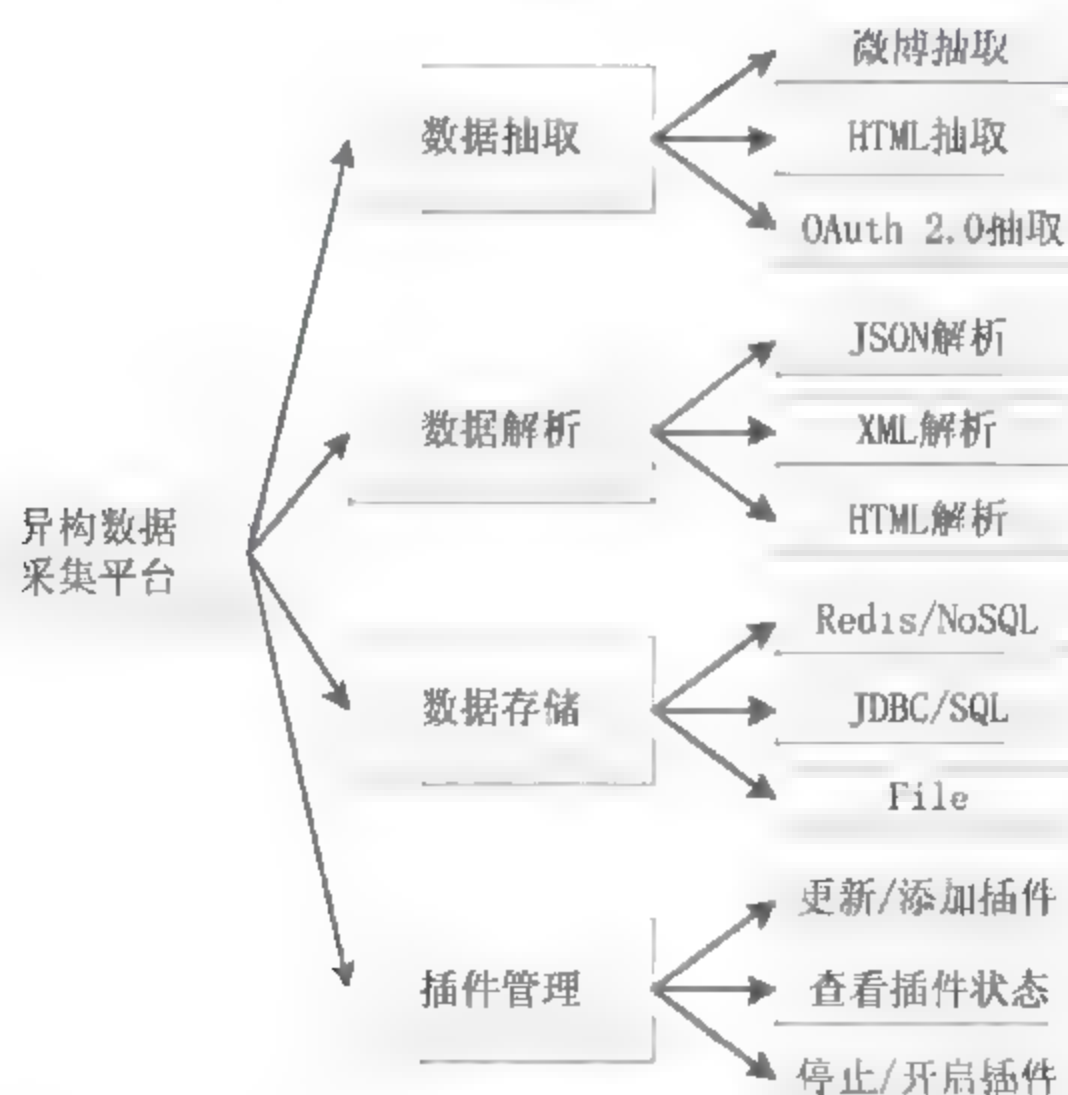 异构数据
采集平台
数据抽取
微博抽取
HTML抽取
OAuth 2.0抽取
数据解析
JSON解析
XML解析
HTML解析
数据存储
Redis/NoSQL
JDBC/SQL
File
插件管理
更新/添加插件
查看插件状态
停止/开启插件